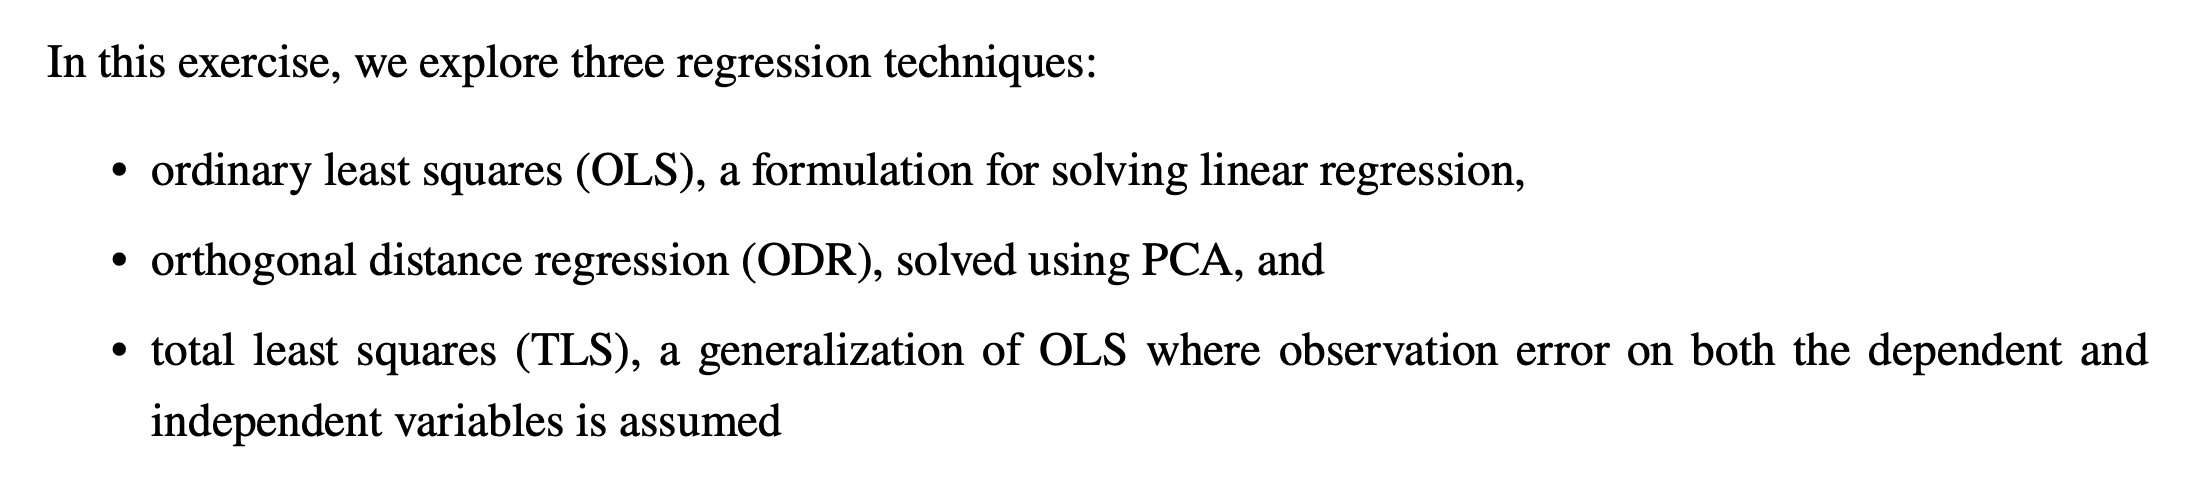 In this exercise, we explore three regression techniques:
• ordinary least squares (OLS), a formulation for solving linear regression,
• orthogonal distance regression (ODR), solved using PCA, and
• total least squares (TLS), a generalization of OLS where observation error on both the dependent and
independent variables is assumed